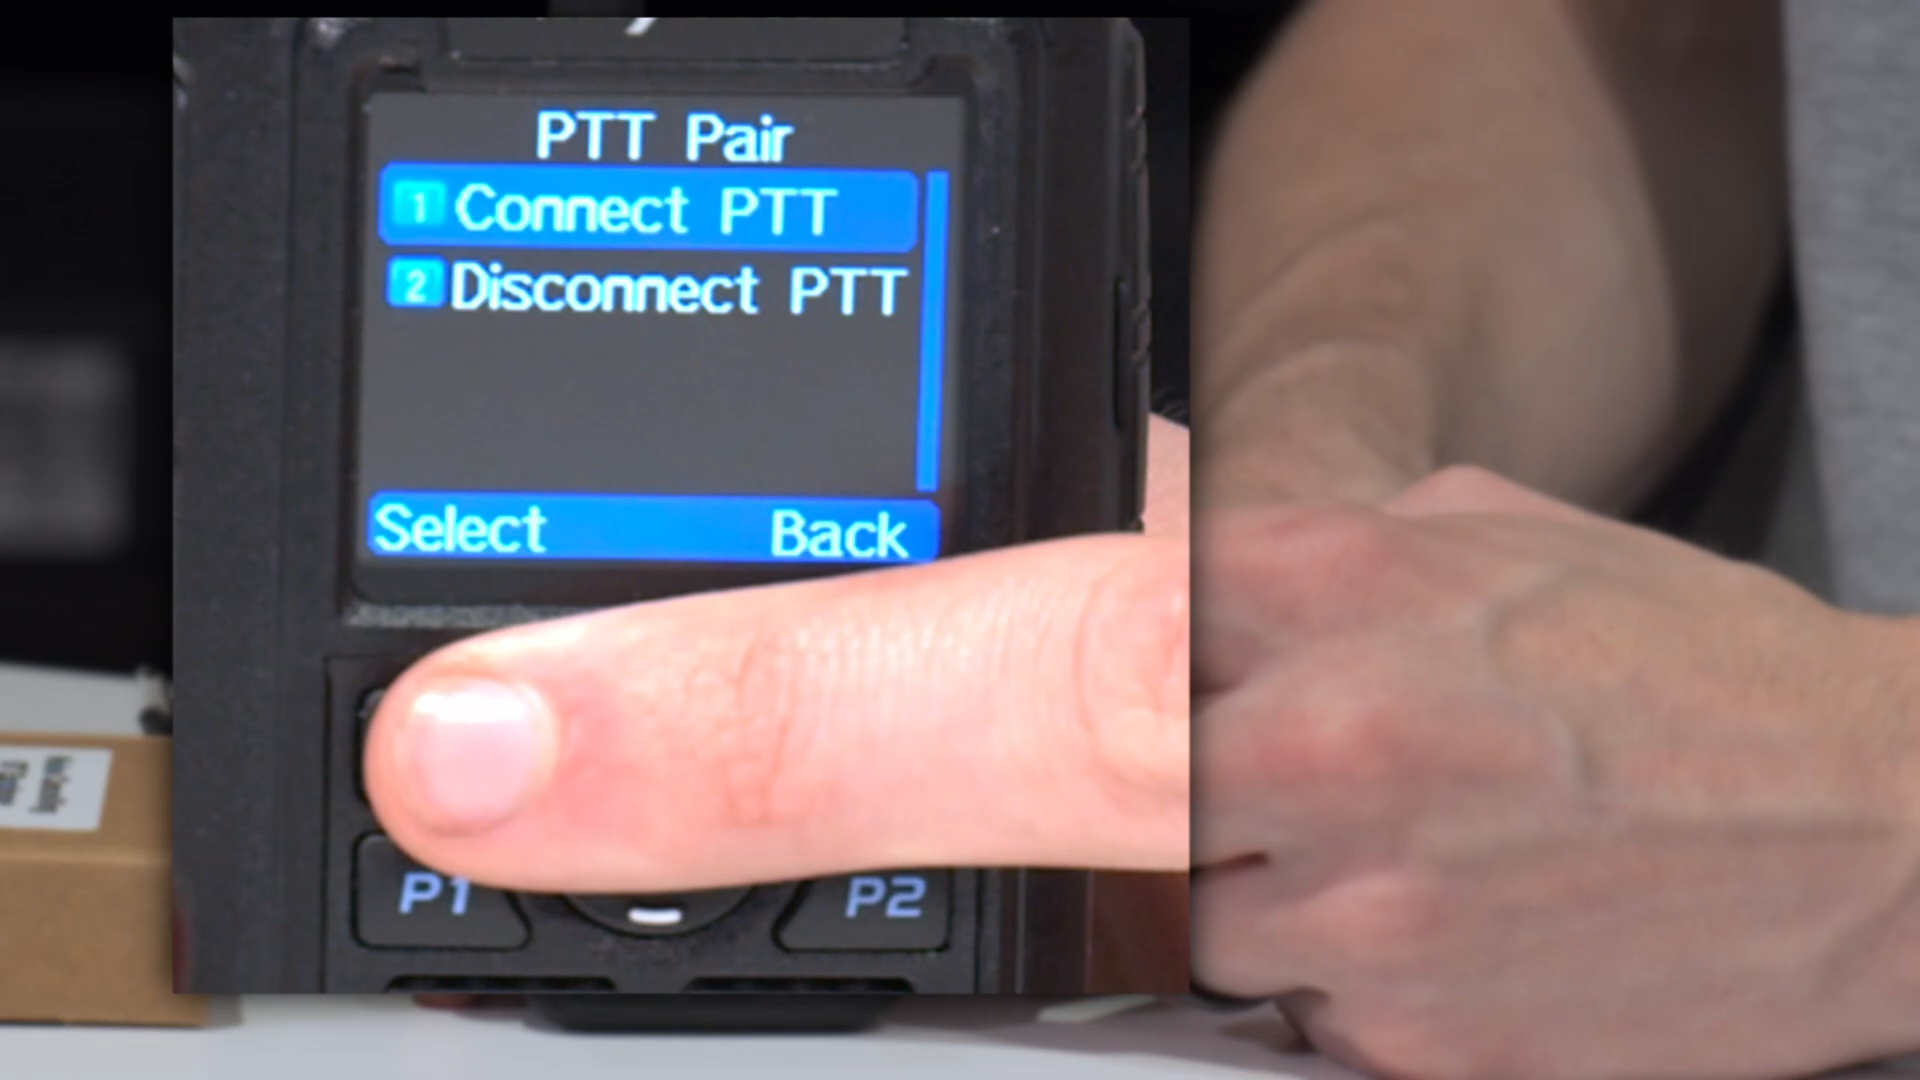 PTT Pair
1 Connect PTT
2 Disconnect PTT
Select Back
P1 P2